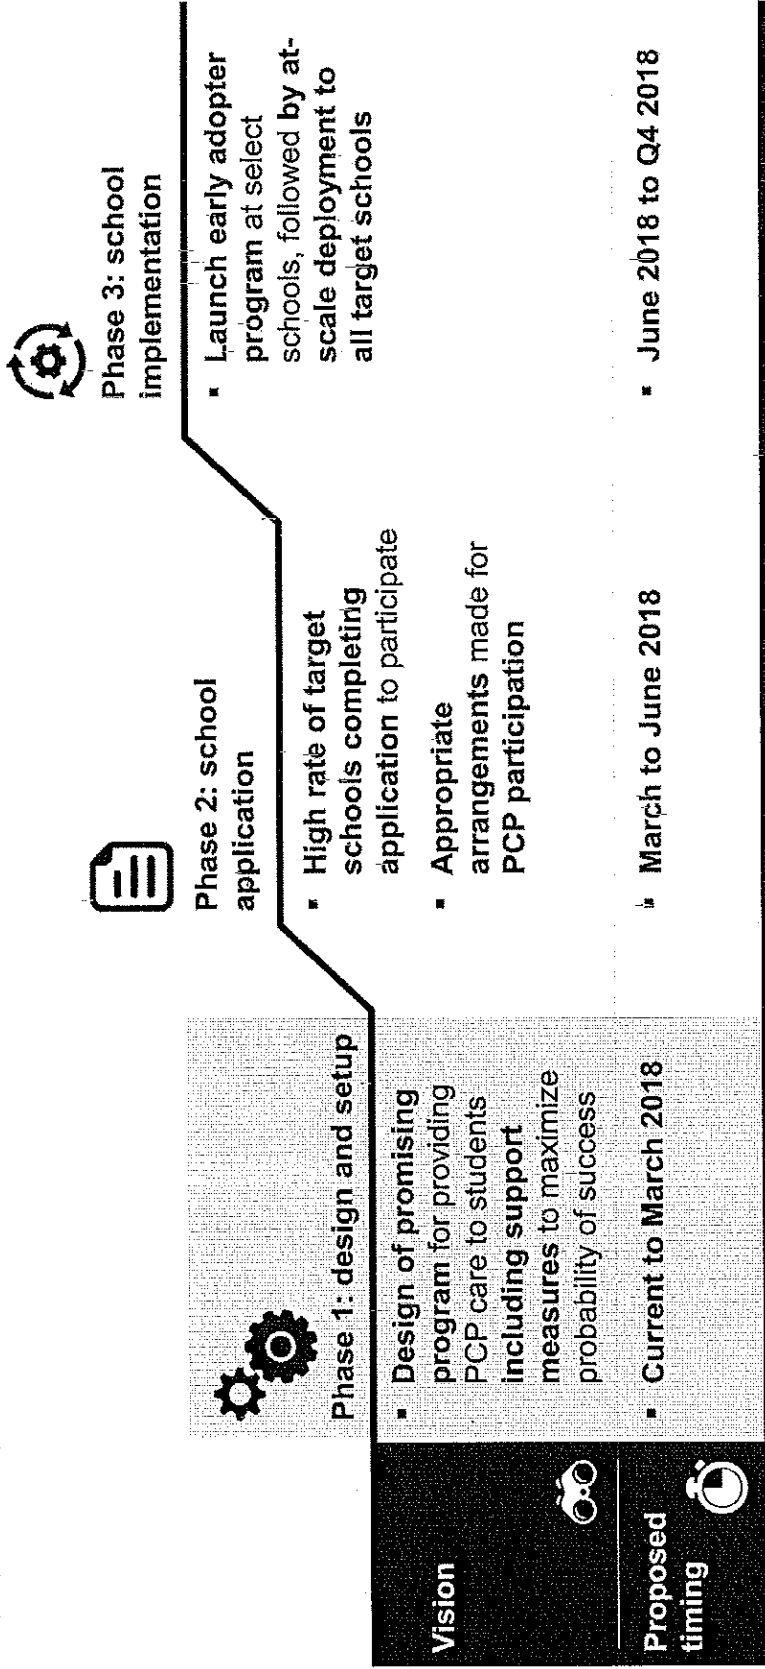 Phase 1: design and setup
Phase 2: school
application
Phase 3: school
implementation
Vision
▪ Design of promising
program for providing
PCP care to students
including support
measures to maximize
probability of success
▪ High rate of target
schools completing
application to participate
▪ Appropriate
arrangements made for
PCP participation
▪ Launch early adopter
program at select
schools, followed by at-
scale deployment to
all target schools
Proposed
timing
▪ Current to March 2018
▪ March to June 2018
▪ June 2018 to Q4 2018